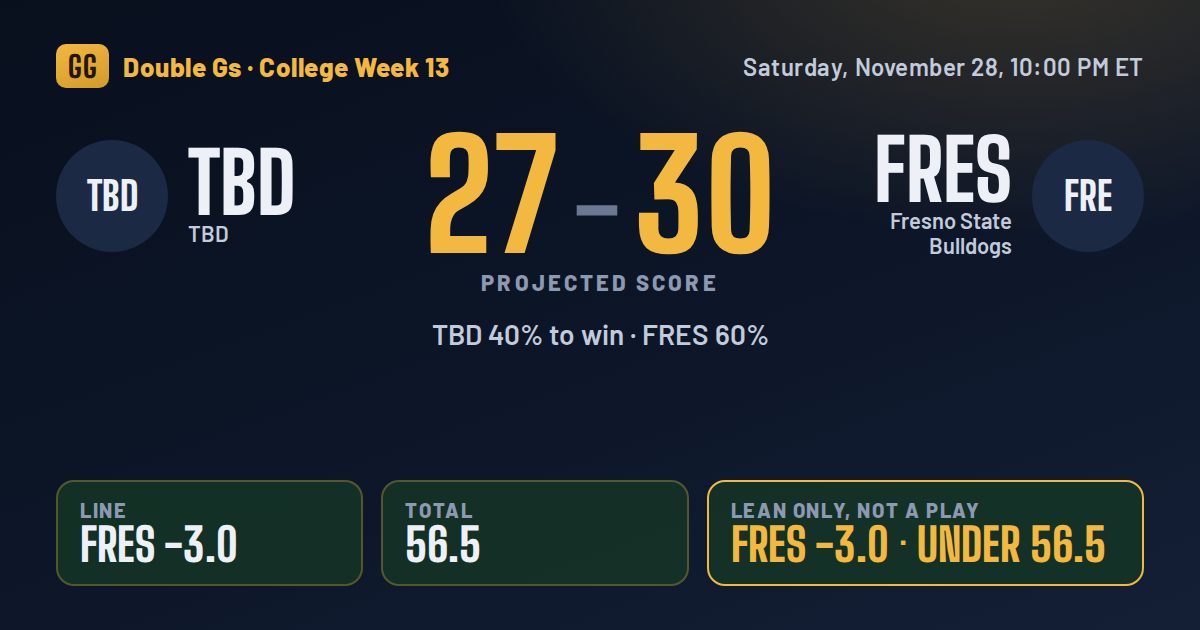 GG
Double Gs · College Week 13
Saturday, November 28, 10:00 PM ET
TBD
TBD
TBD
27 – 30
PROJECTED SCORE
TBD 40% to win · FRES 60%
FRES
Fresno State
Bulldogs
FRE
LINE
FRES −3.0
TOTAL
56.5
LEAN ONLY, NOT A PLAY
FRES −3.0 · UNDER 56.5